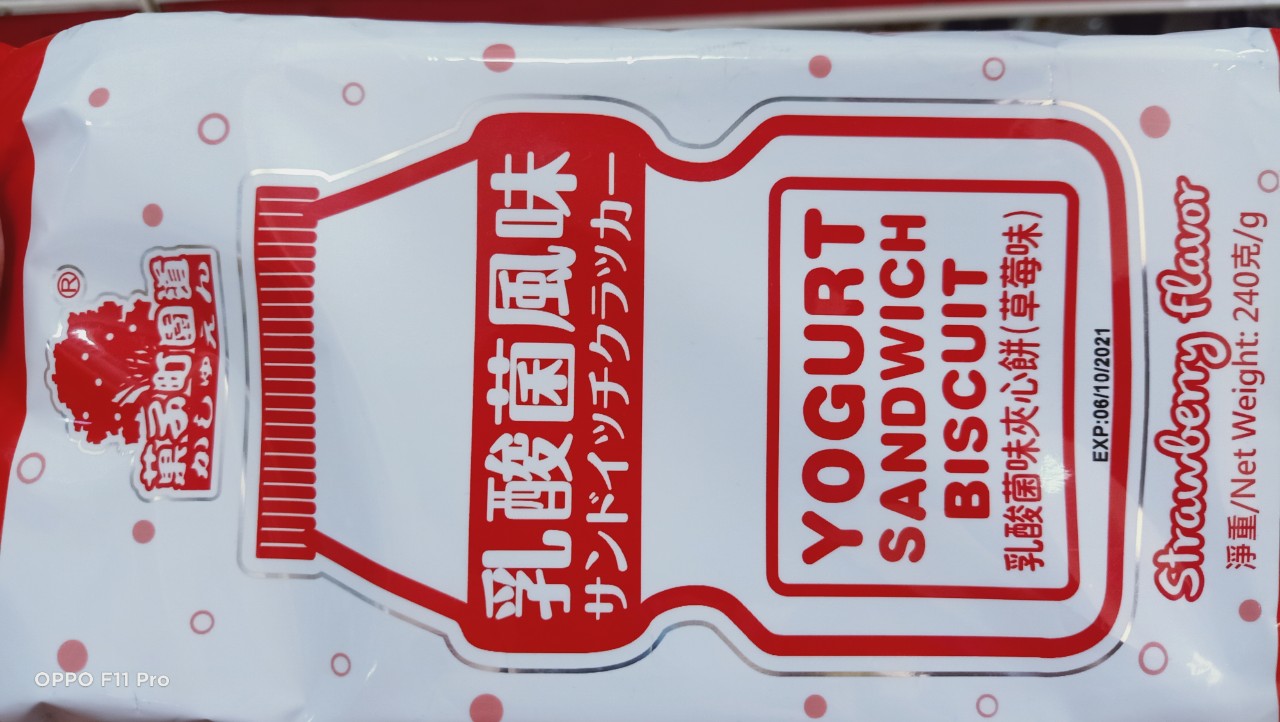 ®
菓子町園道
かしまちえん
乳酸菌風味
サンドイッチクラッカー
YOGURT
SANDWICH
BISCUIT
乳酸菌味夾心餅(草莓味)
EXP:06/10/2021
Strawberry flavor
淨重/Net Weight: 240克/g
OPPO F11 Pro